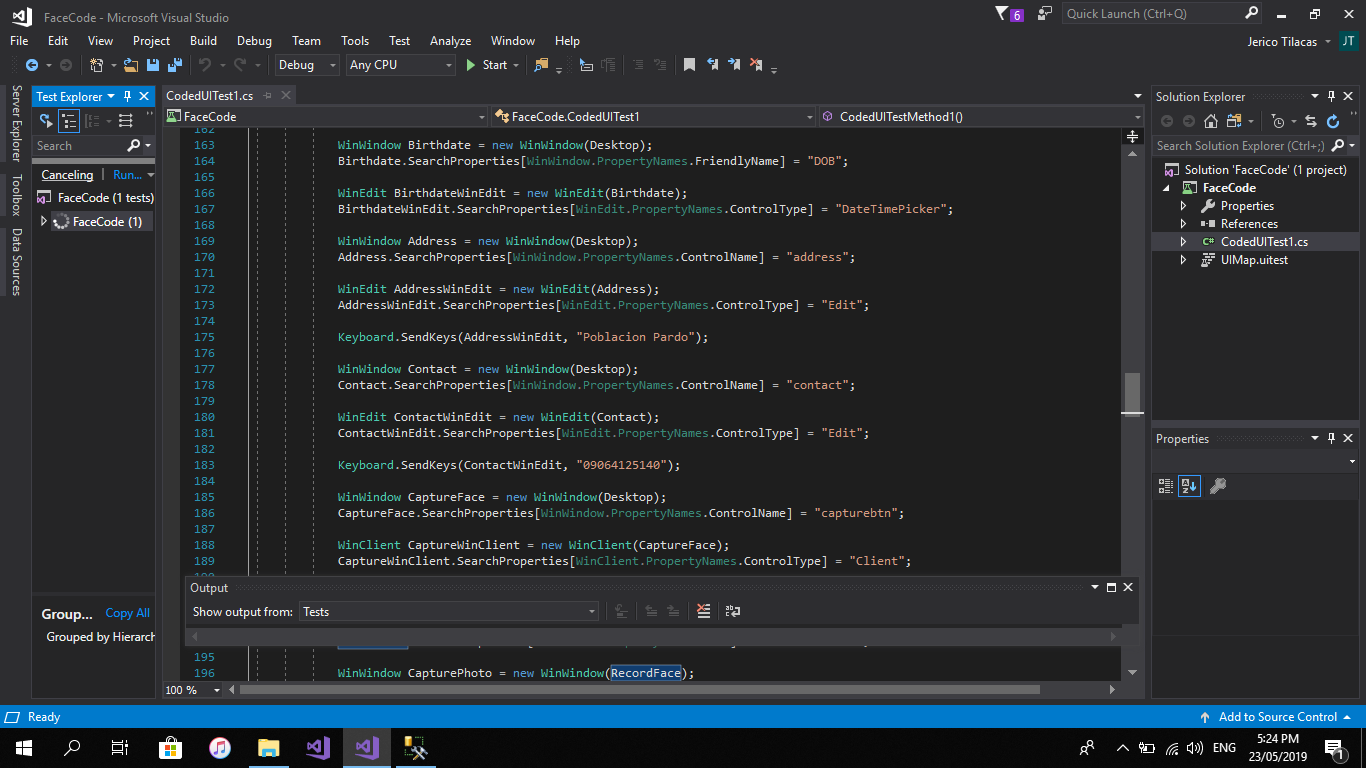 FaceCode - Microsoft Visual Studio
6
Quick Launch (Ctrl+Q)
File Edit View Project Build Debug Team Tools Test Analyze Window Help
Jerico Tilacas JT
Debug Any CPU Start
Server Explorer
Toolbox
Data Sources
Test Explorer
Search
Canceling Run...
FaceCode (1 tests)
FaceCode (1)
Group... Copy All
Grouped by Hierarch
CodedUITest1.cs
FaceCode FaceCode.CodedUITest1 CodedUITestMethod1()
162
163 WinWindow Birthdate = new WinWindow(Desktop);
164 Birthdate.SearchProperties[WinWindow.PropertyNames.FriendlyName] = "DOB";
165
166 WinEdit BirthdateWinEdit = new WinEdit(Birthdate);
167 BirthdateWinEdit.SearchProperties[WinEdit.PropertyNames.ControlType] = "DateTimePicker";
168
169 WinWindow Address = new WinWindow(Desktop);
170 Address.SearchProperties[WinWindow.PropertyNames.ControlName] = "address";
171
172 WinEdit AddressWinEdit = new WinEdit(Address);
173 AddressWinEdit.SearchProperties[WinEdit.PropertyNames.ControlType] = "Edit";
174
175 Keyboard.SendKeys(AddressWinEdit, "Poblacion Pardo");
176
177 WinWindow Contact = new WinWindow(Desktop);
178 Contact.SearchProperties[WinWindow.PropertyNames.ControlName] = "contact";
179
180 WinEdit ContactWinEdit = new WinEdit(Contact);
181 ContactWinEdit.SearchProperties[WinEdit.PropertyNames.ControlType] = "Edit";
182
183 Keyboard.SendKeys(ContactWinEdit, "09064125140");
184
185 WinWindow CaptureFace = new WinWindow(Desktop);
186 CaptureFace.SearchProperties[WinWindow.PropertyNames.ControlName] = "capturebtn";
187
188 WinClient CaptureWinClient = new WinClient(CaptureFace);
189 CaptureWinClient.SearchProperties[WinClient.PropertyNames.ControlType] = "Client";
Output
Show output from: Tests
195
196 WinWindow CapturePhoto = new WinWindow(RecordFace);
100 %
Solution Explorer
Search Solution Explorer (Ctrl+;)
Solution 'FaceCode' (1 project)
FaceCode
Properties
References
C# CodedUITest1.cs
UIMap.uitest
Properties
Ready
Add to Source Control
ENG
5:24 PM
23/05/2019
1